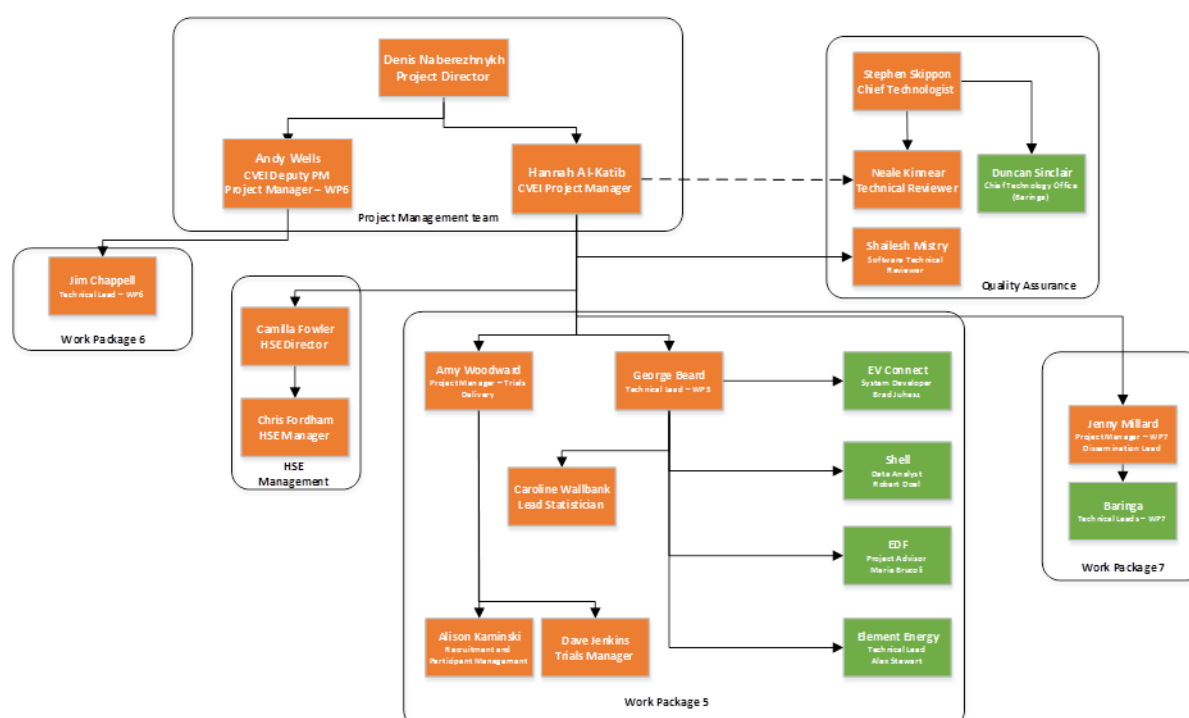 Denis Naberezhnykh
Project Director
Andy Wells
CVEI Deputy PM
Project Manager – WP6
Hannah Al-Katib
CVEI Project Manager
Project Management team
Stephen Skippon
Chief Technologist
Neale Kinnear
Technical Reviewer
Duncan Sinclair
Chief Technology Office
(Baringa)
Shailesh Mistry
Software Technical
Reviewer
Quality Assurance
Jim Chappell
Technical Lead – WP6
Work Package 6
Camilla Fowler
HSE Director
Chris Fordham
HSE Manager
HSE
Management
Amy Woodward
Project Manager – Trials
Delivery
George Beard
Technical Lead – WP5
EV Connect
System Developer
Brad Juhasz
Caroline Wallbank
Lead Statistician
Shell
Data Analyst
Robert Doel
EDF
Project Advisor
Maria Brucoli
Alison Kaminski
Recruitment and
Participant Management
Dave Jenkins
Trials Manager
Element Energy
Technical Lead
Alex Stewart
Work Package 5
Jenny Millard
Project Manager – WP7
Dissemination Lead
Baringa
Technical Leads – WP7
Work Package 7